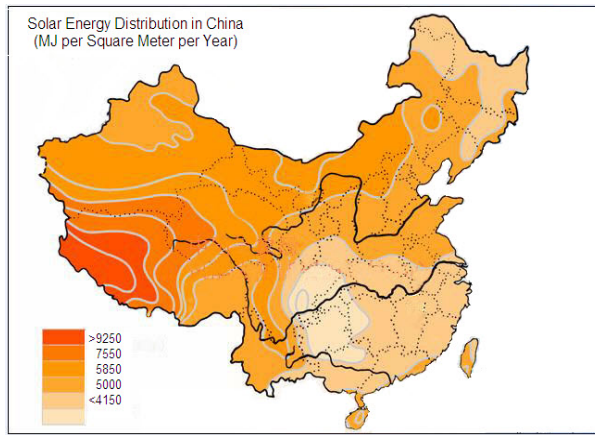 Solar Energy Distribution in China
(MJ per Square Meter per Year)
>9250
7550
5850
5000
<4150